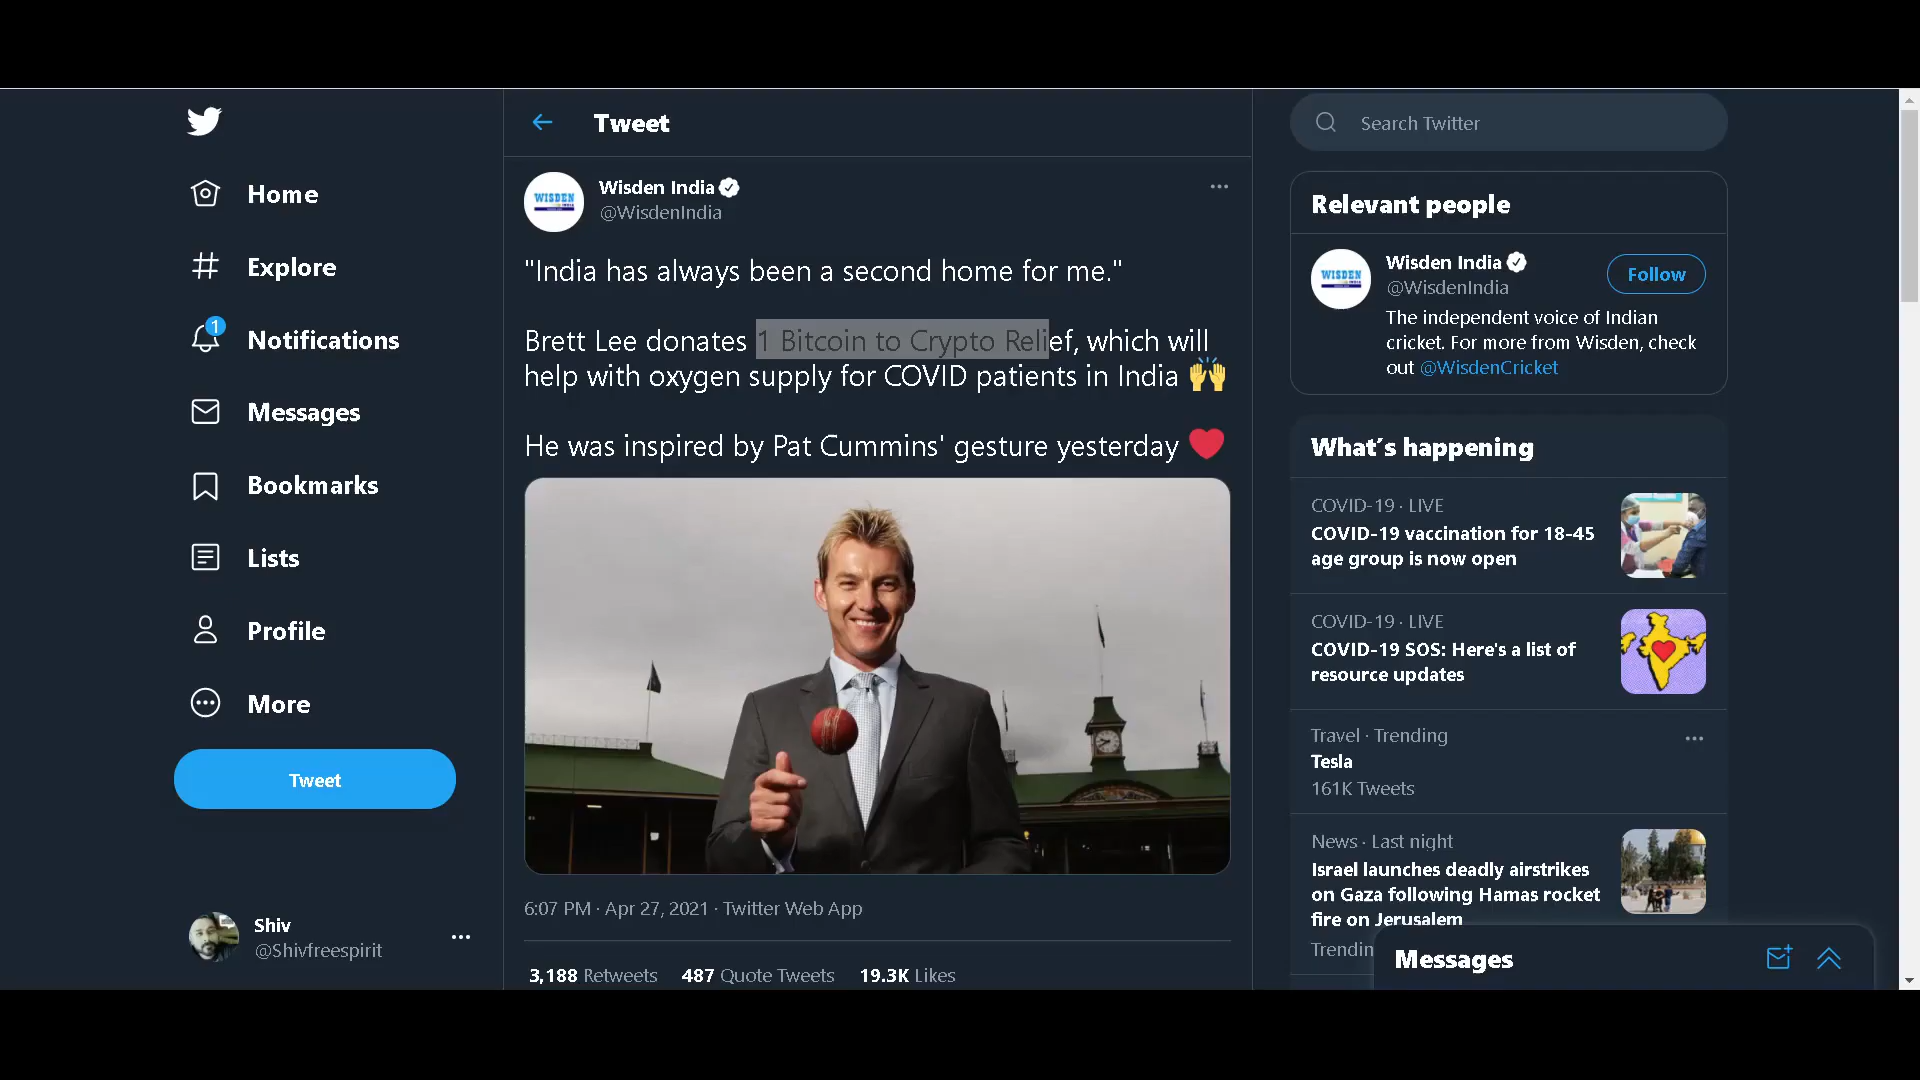 Home
Explore
1
Notifications
Messages
Bookmarks
Lists
Profile
More
Tweet
Shiv
@Shivfreespirit
Tweet
WISDEN
Wisden India
@WisdenIndia
"India has always been a second home for me."
Brett Lee donates 1 Bitcoin to Crypto Relief, which will
help with oxygen supply for COVID patients in India 🙌
He was inspired by Pat Cummins' gesture yesterday ❤️
6:07 PM · Apr 27, 2021 · Twitter Web App
3,188 Retweets 487 Quote Tweets 19.3K Likes
Search Twitter
Relevant people
WISDEN
Wisden India
@WisdenIndia
Follow
The independent voice of Indian
cricket. For more from Wisden, check
out @WisdenCricket
What's happening
COVID-19 · LIVE
COVID-19 vaccination for 18-45
age group is now open
COVID-19 · LIVE
COVID-19 SOS: Here's a list of
resource updates
Travel · Trending
Tesla
161K Tweets
News · Last night
Israel launches deadly airstrikes
on Gaza following Hamas rocket
fire on Jerusalem
Trendin
Messages